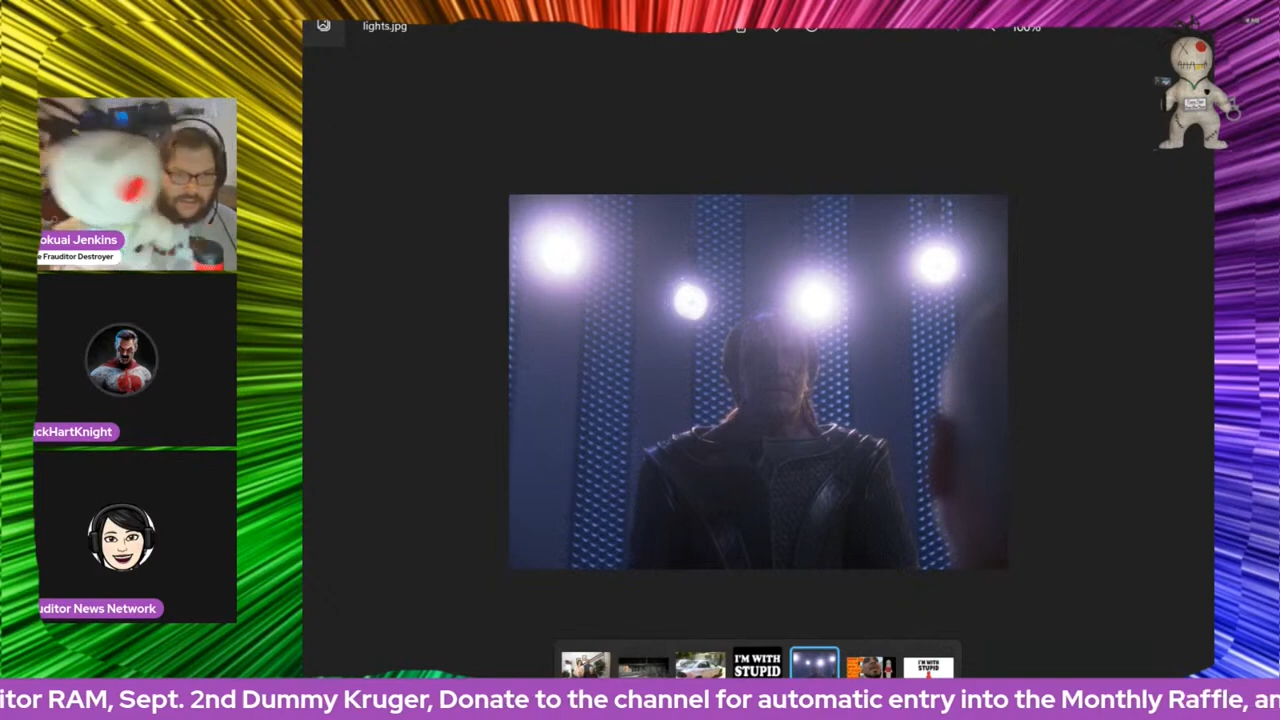 lights.jpg
100%
okuai Jenkins
e Frauditor Destroyer
ckHartKnight
uditor News Network
I'M WITH
STUPID
I'M WITH
STUPID
itor RAM, Sept. 2nd Dummy Kruger, Donate to the channel for automatic entry into the Monthly Raffle, an